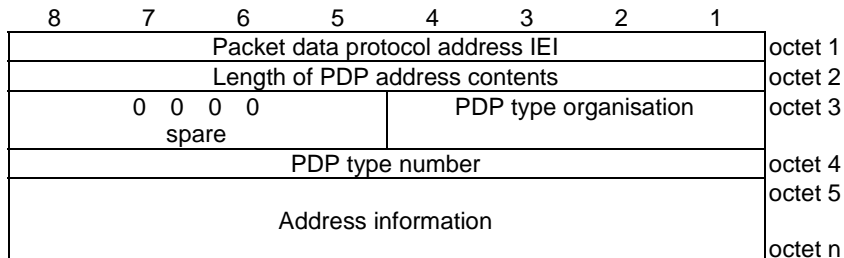 8 7 6 5 4 3 2 1
Packet data protocol address IEI octet 1
Length of PDP address contents octet 2
0 0 0 0 PDP type organisation octet 3
spare
PDP type number octet 4
octet 5
Address information
octet n